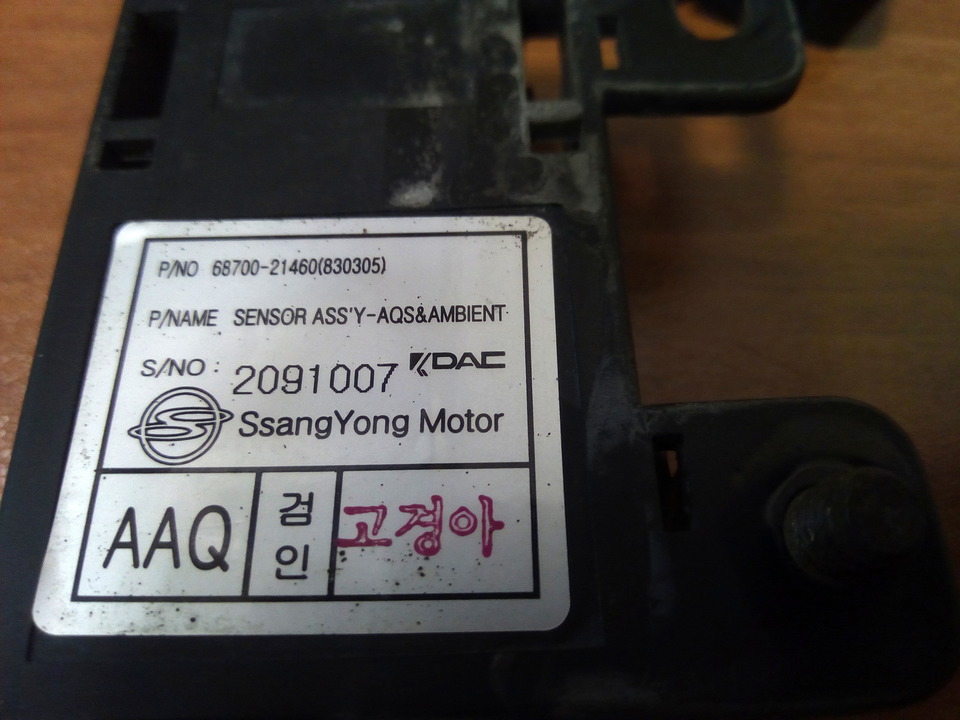 P/NO 68700-21460(830305)
P/NAME SENSOR ASS'Y-AQS&AMBIENT
S/NO : 2091007 KDAC
SsangYong Motor
AAQ 검인 고경아